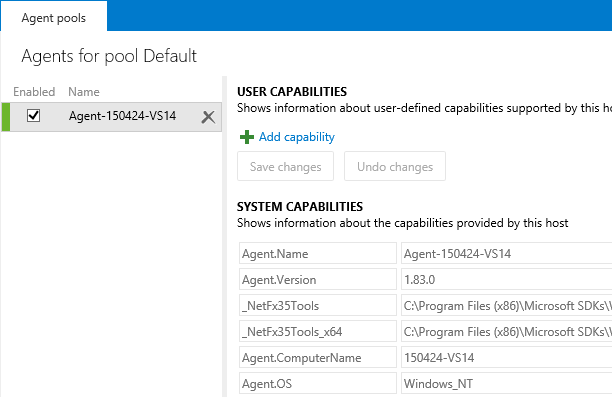 Agent pools
Agents for pool Default
Enabled Name
Agent-150424-VS14
USER CAPABILITIES
Shows information about user-defined capabilities supported by this
Add capability
Save changes Undo changes
SYSTEM CAPABILITIES
Shows information about the capabilities provided by this host
Agent.Name Agent-150424-VS14
Agent.Version 1.83.0
_NetFx35Tools C:\Program Files (x86)\Microsoft SDKs\
_NetFx35Tools_x64 C:\Program Files (x86)\Microsoft SDKs\
Agent.ComputerName 150424-VS14
Agent.OS Windows_NT